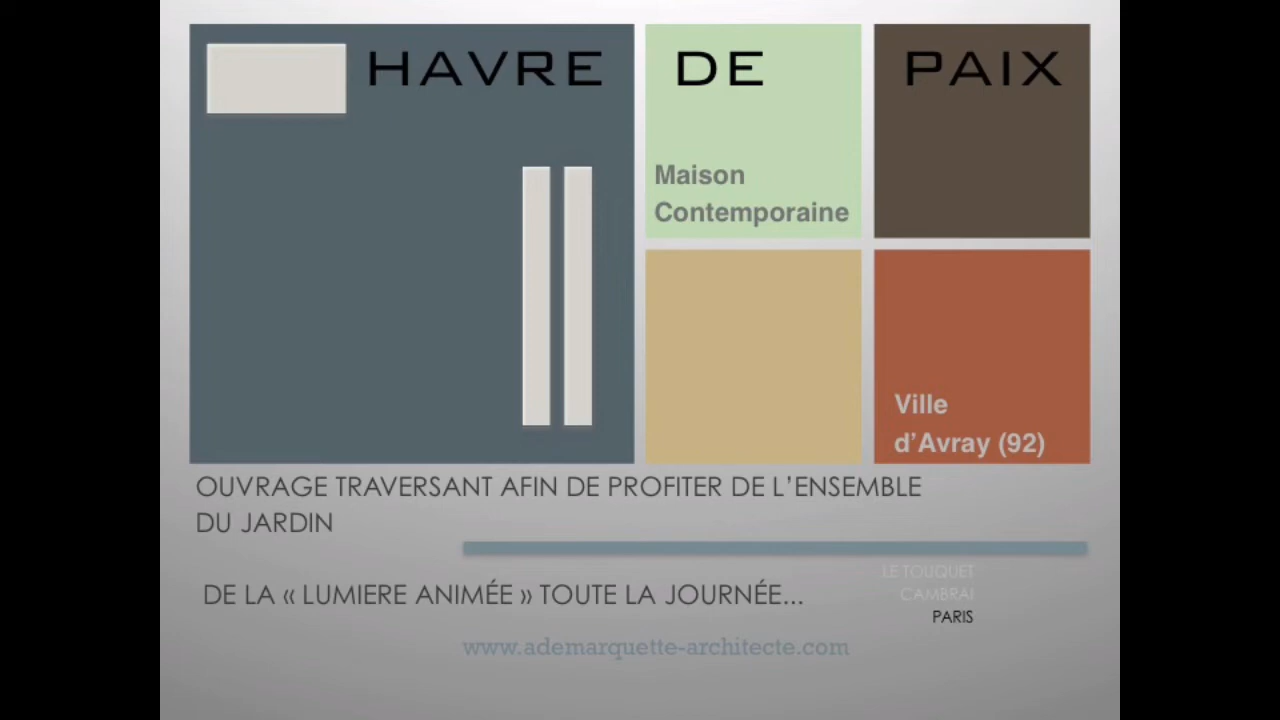 HAVRE DE PAIX
Maison
Contemporaine
Ville
d’Avray (92)
OUVRAGE TRAVERSANT AFIN DE PROFITER DE L’ENSEMBLE
DU JARDIN
DE LA « LUMIERE ANIMÉE » TOUTE LA JOURNÉE...
LE TOUQUET
CAMBRAI
PARIS
www.ademarquette-architecte.com